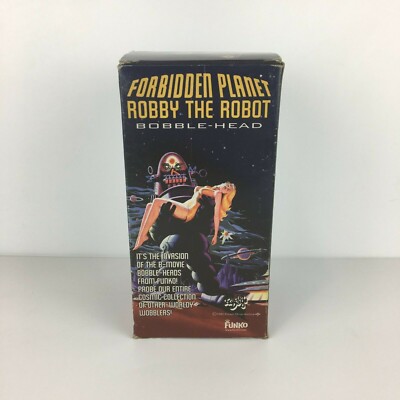 FORBIDDEN PLANET
ROBBY THE ROBOT
BOBBLE-HEAD
IT'S THE INVASION
OF THE B-MOVIE
BOBBLE-HEADS
FROM FUNKO!
PROBE OUR ENTIRE
COSMIC COLLECTION
OF OTHER WORLDY
WOBBLERS!
FUNKO